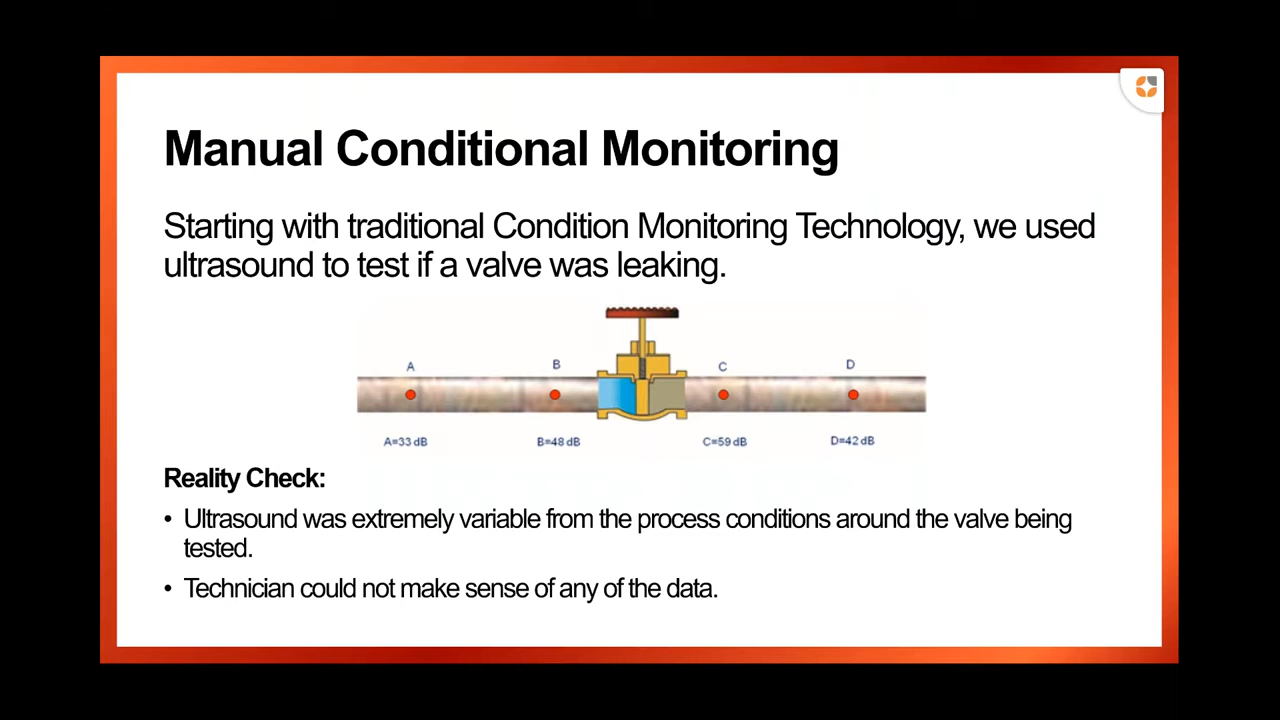 Manual Conditional Monitoring
Starting with traditional Condition Monitoring Technology, we used
ultrasound to test if a valve was leaking.
A B C D
A=33 dB B=48 dB C=59 dB D=42 dB
Reality Check:
• Ultrasound was extremely variable from the process conditions around the valve being
tested.
• Technician could not make sense of any of the data.